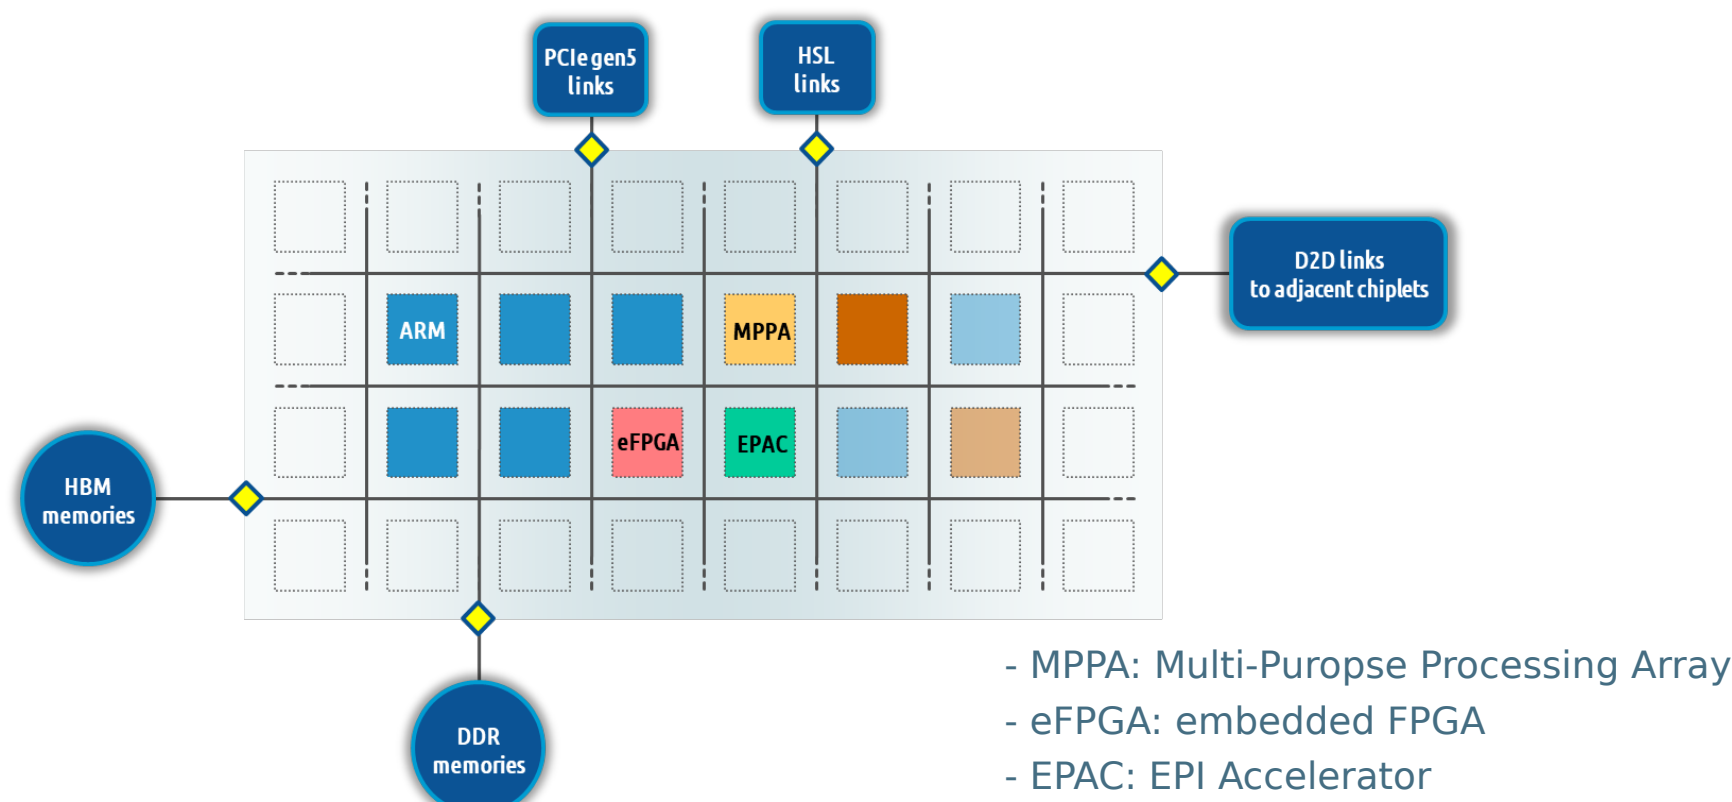 PCIe gen5
links
HSL
links
D2D links
to adjacent chiplets
ARM
MPPA
eFPGA
EPAC
HBM
memories
DDR
memories
- MPPA: Multi-Puropse Processing Array
- eFPGA: embedded FPGA
- EPAC: EPI Accelerator